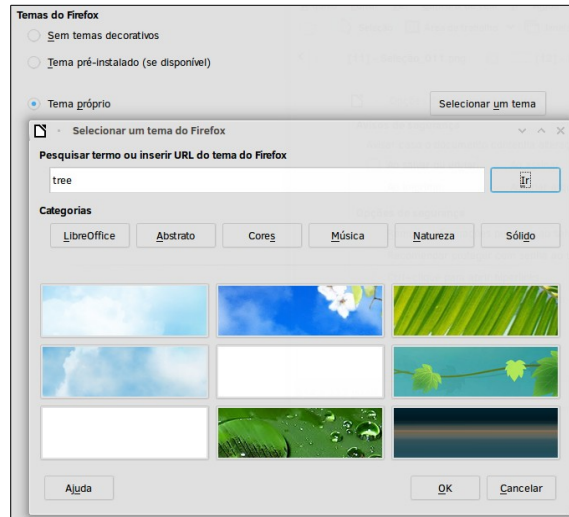 Temas do Firefox
Sem temas decorativos
Tema pré-instalado (se disponível)
Tema próprio
Selecionar um tema
Selecionar um tema do Firefox
Pesquisar termo ou inserir URL do tema do Firefox
tree
Ir
Categorias
LibreOffice Abstrato Cores Música Natureza Sólido
Ajuda OK Cancelar